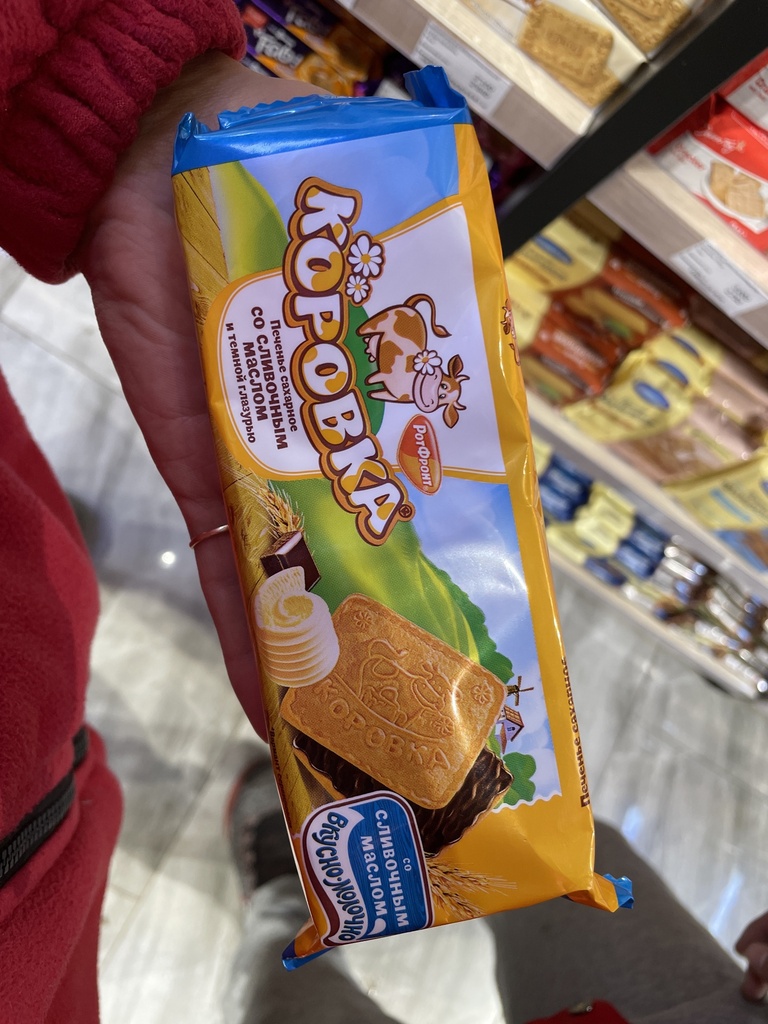 КОРОВКА®
Печенье сахарное
СО СЛИВОЧНЫМ
МАСЛОМ
и темной глазурью
РотФронт
КОРОВКА
СО
СЛИВОЧНЫМ
МАСЛОМ
ВКУСНО-МОЛОЧНО
Печенье сахарное